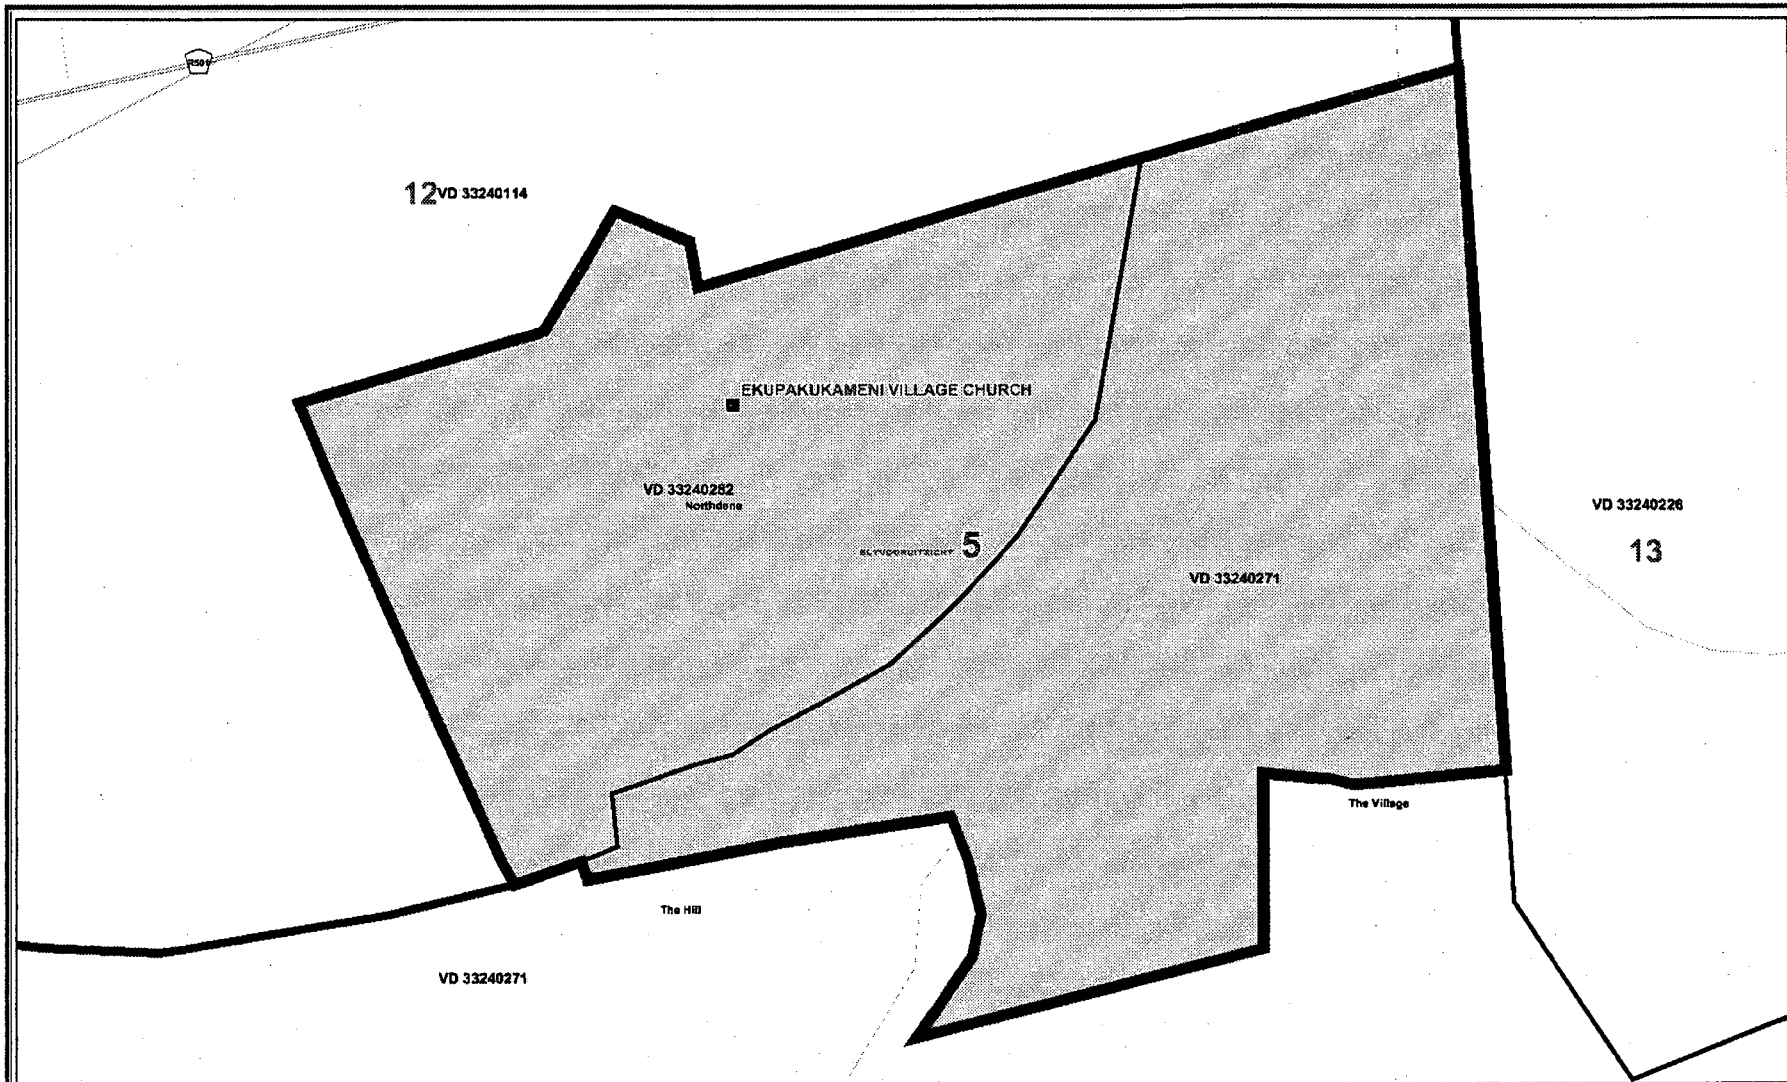 R501
12 VD 33240114
EKUPAKUKAMENI VILLAGE CHURCH
VD 33240282
Northdene
BLYVOORUITZICHT 5
VD 33240271
VD 33240226
13
The Village
The Hill
VD 33240271